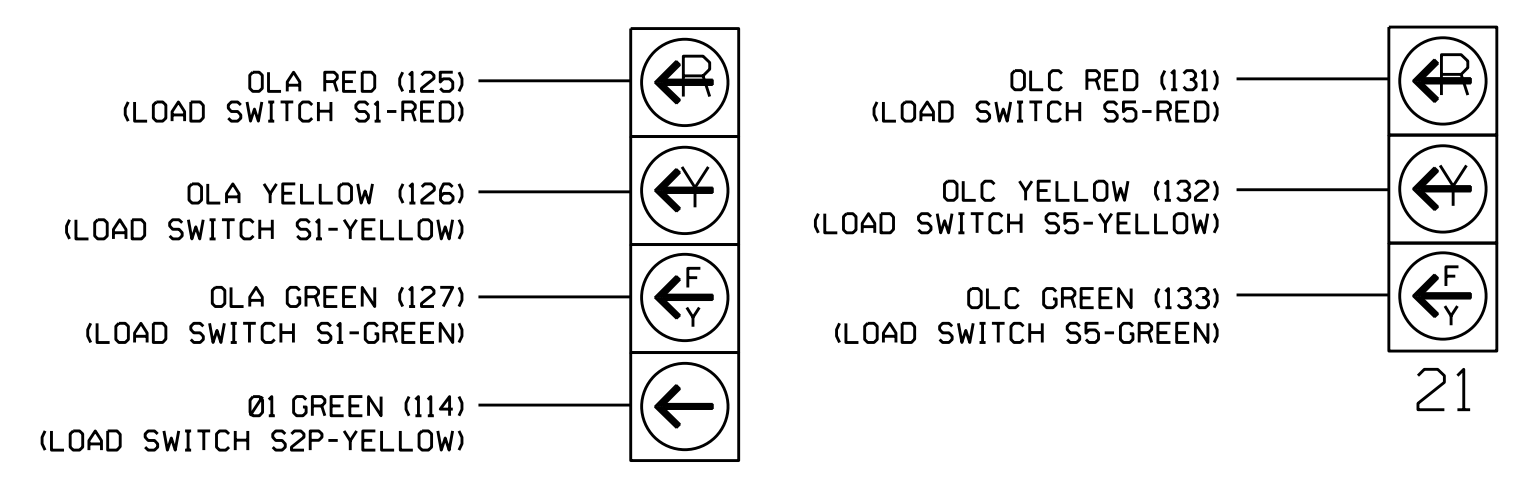 OLA RED (125)
(LOAD SWITCH S1-RED)
R
OLA YELLOW (126)
(LOAD SWITCH S1-YELLOW)
Y
OLA GREEN (127)
(LOAD SWITCH S1-GREEN)
F
Y
Ø1 GREEN (114)
(LOAD SWITCH S2P-YELLOW)
OLC RED (131)
(LOAD SWITCH S5-RED)
R
OLC YELLOW (132)
(LOAD SWITCH S5-YELLOW)
Y
OLC GREEN (133)
(LOAD SWITCH S5-GREEN)
F
Y
21